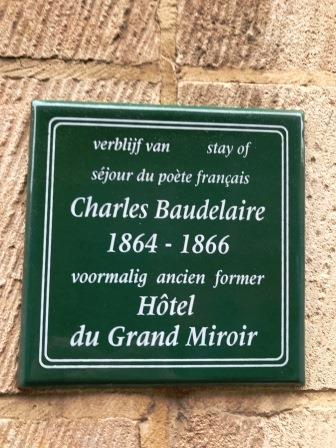 verblijf van stay of
séjour du poète français
Charles Baudelaire
1864 - 1866
voormalig ancien former
Hôtel
du Grand Miroir